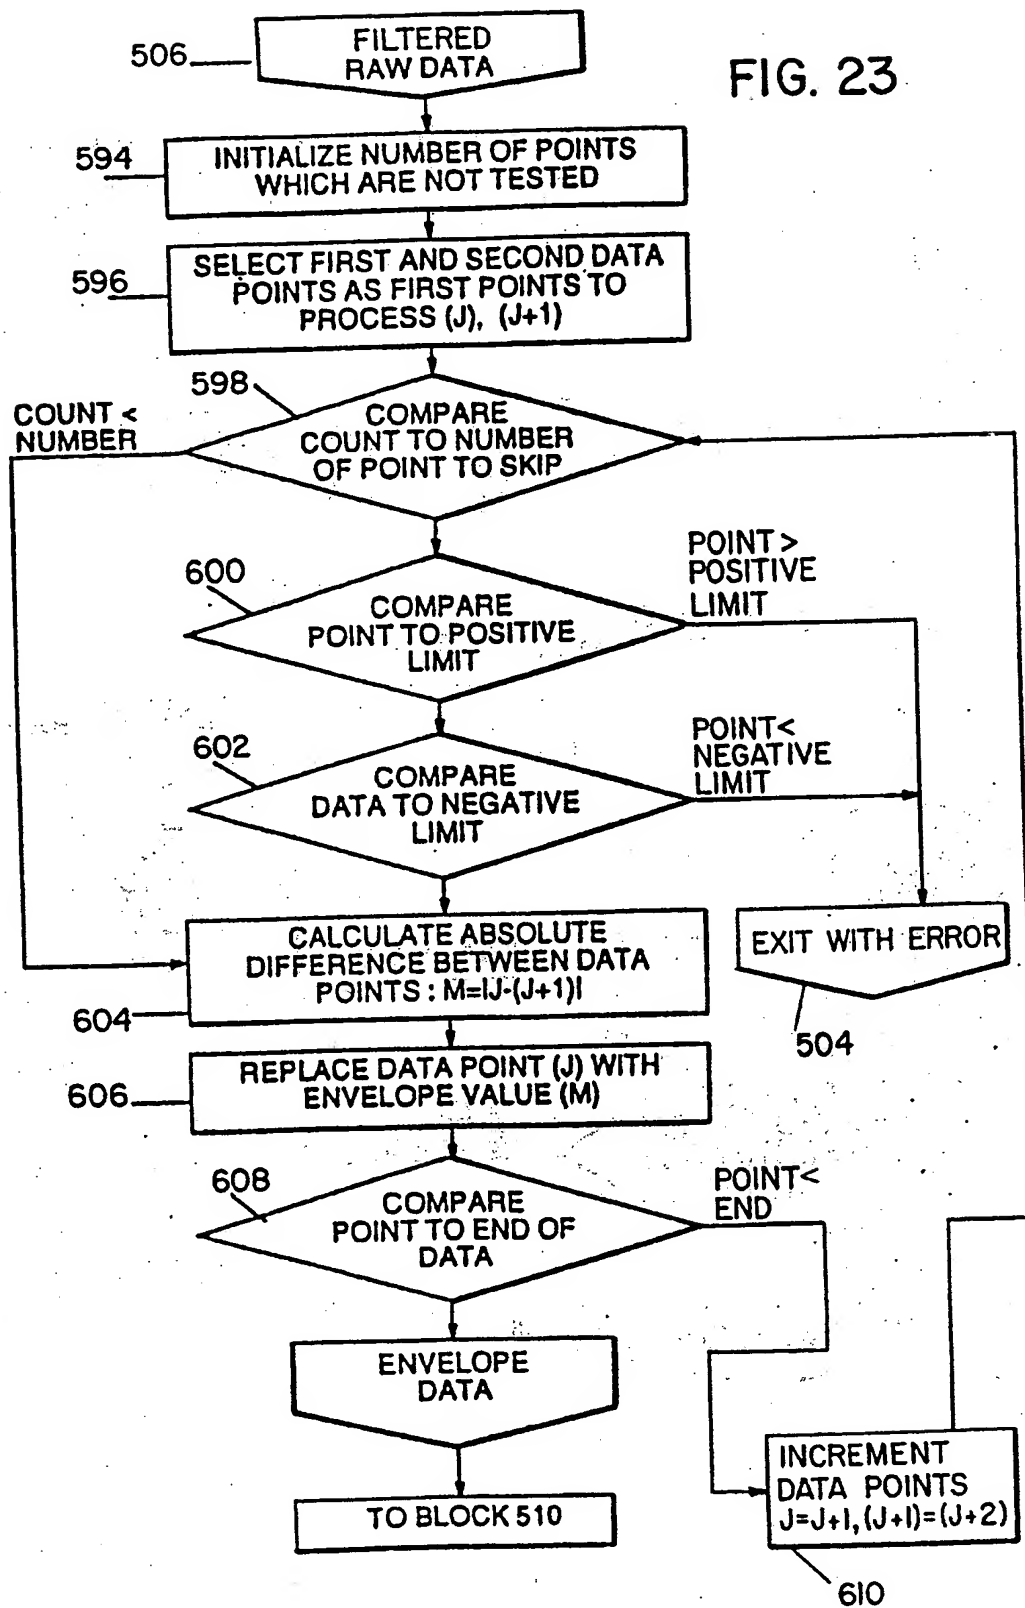 FILTERED
RAW DATA
506
FIG. 23
594
INITIALIZE NUMBER OF POINTS
WHICH ARE NOT TESTED
596
SELECT FIRST AND SECOND DATA
POINTS AS FIRST POINTS TO
PROCESS (J), (J+1)
598
COUNT <
NUMBER
COMPARE
COUNT TO NUMBER
OF POINT TO SKIP
600
COMPARE
POINT TO POSITIVE
LIMIT
POINT >
POSITIVE
LIMIT
602
COMPARE
DATA TO NEGATIVE
LIMIT
POINT<
NEGATIVE
LIMIT
CALCULATE ABSOLUTE
DIFFERENCE BETWEEN DATA
POINTS : M=|J-(J+1)|
604
EXIT WITH ERROR
504
REPLACE DATA POINT (J) WITH
ENVELOPE VALUE (M)
606
608
COMPARE
POINT TO END OF
DATA
POINT<
END
ENVELOPE
DATA
INCREMENT
DATA POINTS
J=J+1, (J+1)=(J+2)
610
TO BLOCK 510